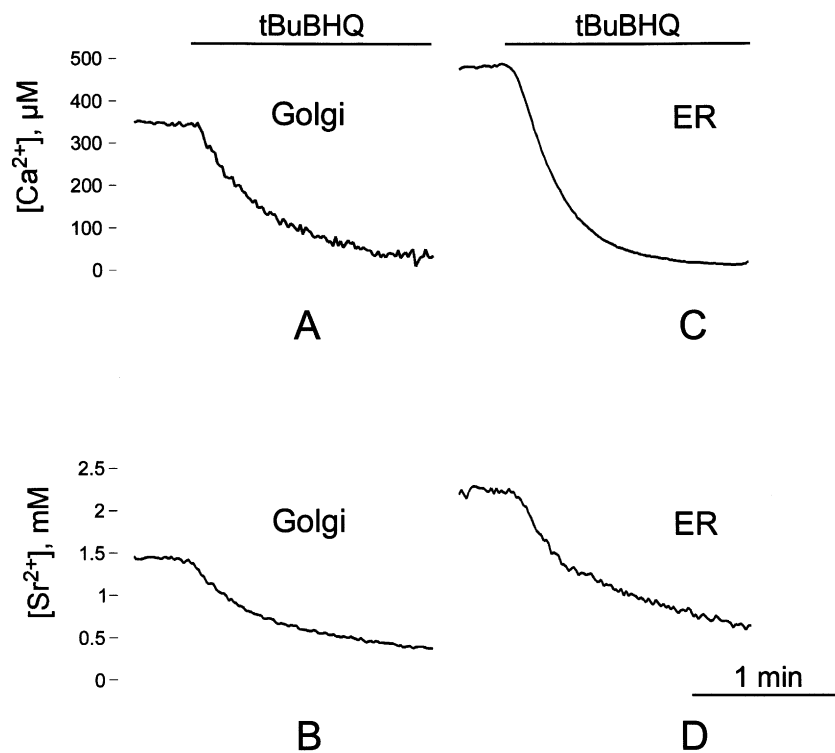 tBuBHQ
tBuBHQ
[Ca²⁺], µM
500
400
300
200
100
0
Golgi
ER
A
C
[Sr²⁺], mM
2.5
2
1.5
1
0.5
0
Golgi
ER
1 min
B
D